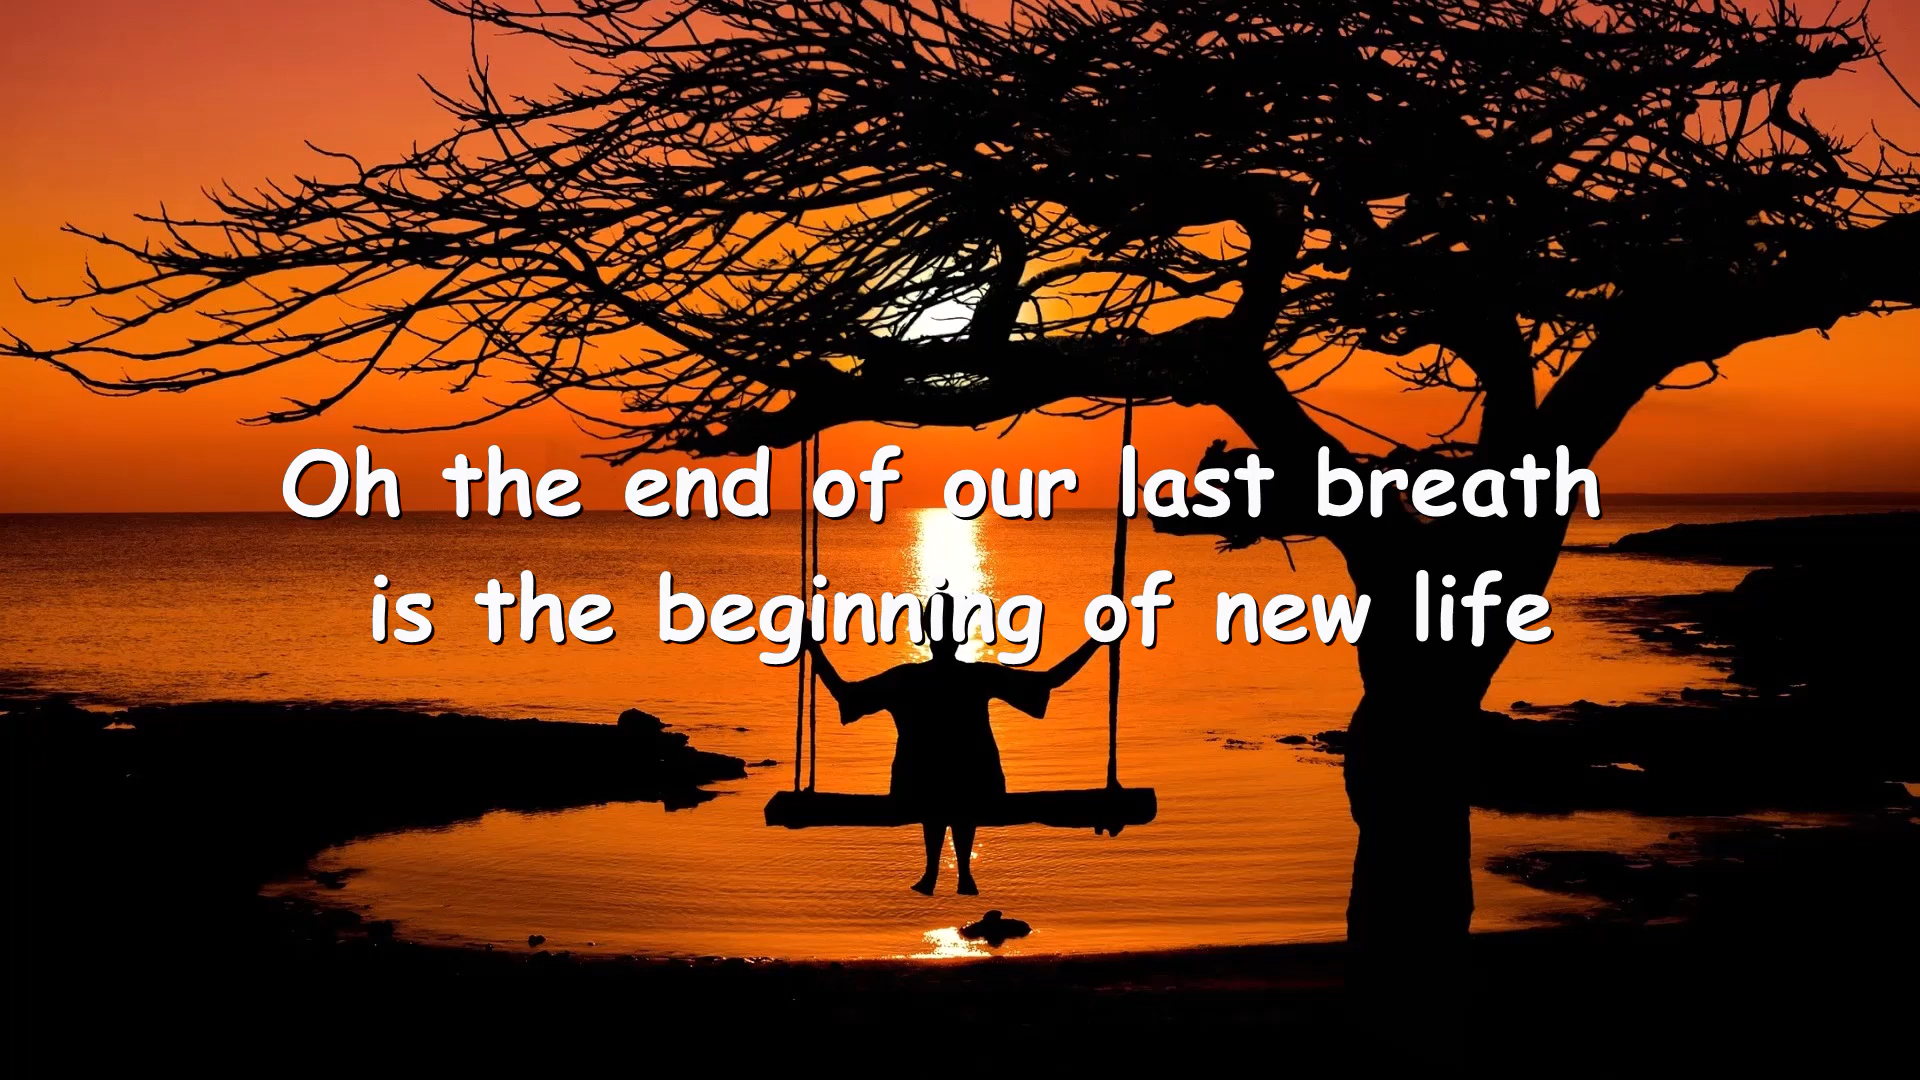 Oh the end of our last breath
is the beginning of new life